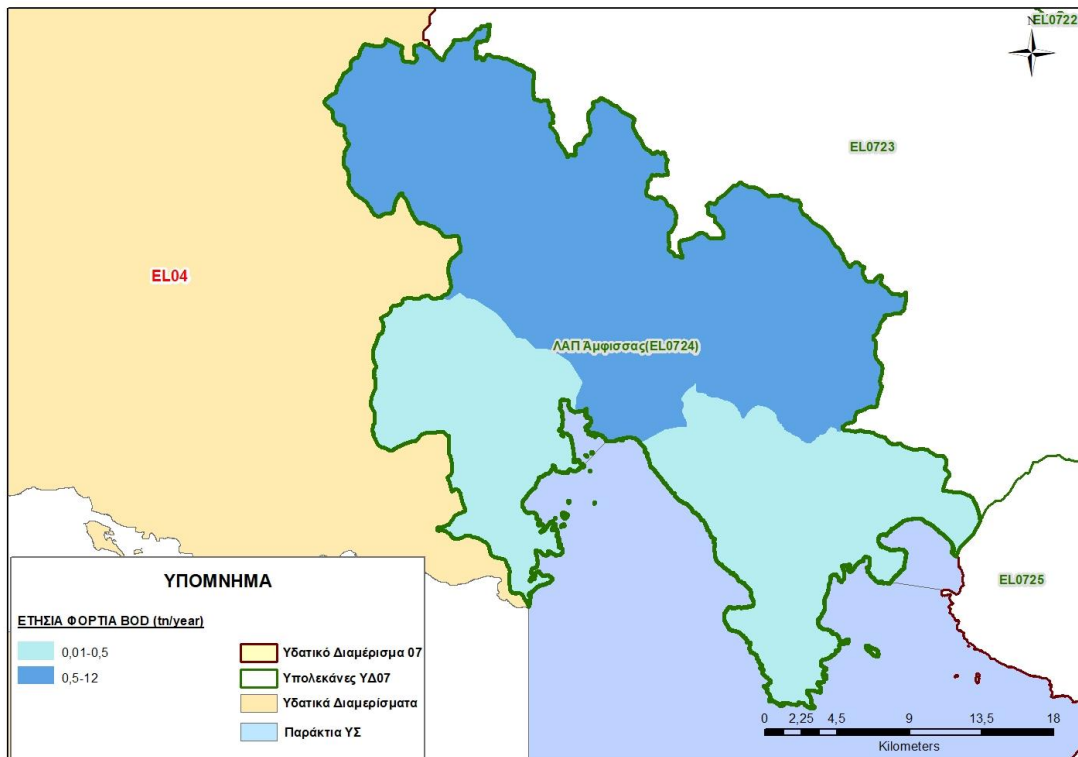 EL0722
N
EL0723
EL04
ΛΑΠ Άμφισσας(EL0724)
EL0725
ΥΠΟΜΝΗΜΑ
ΕΤΗΣΙΑ ΦΟΡΤΙΑ BOD (tn/year)
0,01-0,5
0,5-12
Υδατικό Διαμέρισμα 07
Υπολεκάνες ΥΔ07
Υδατικά Διαμερίσματα
Παράκτια ΥΣ
0 2,25 4,5 9 13,5 18
Kilometers